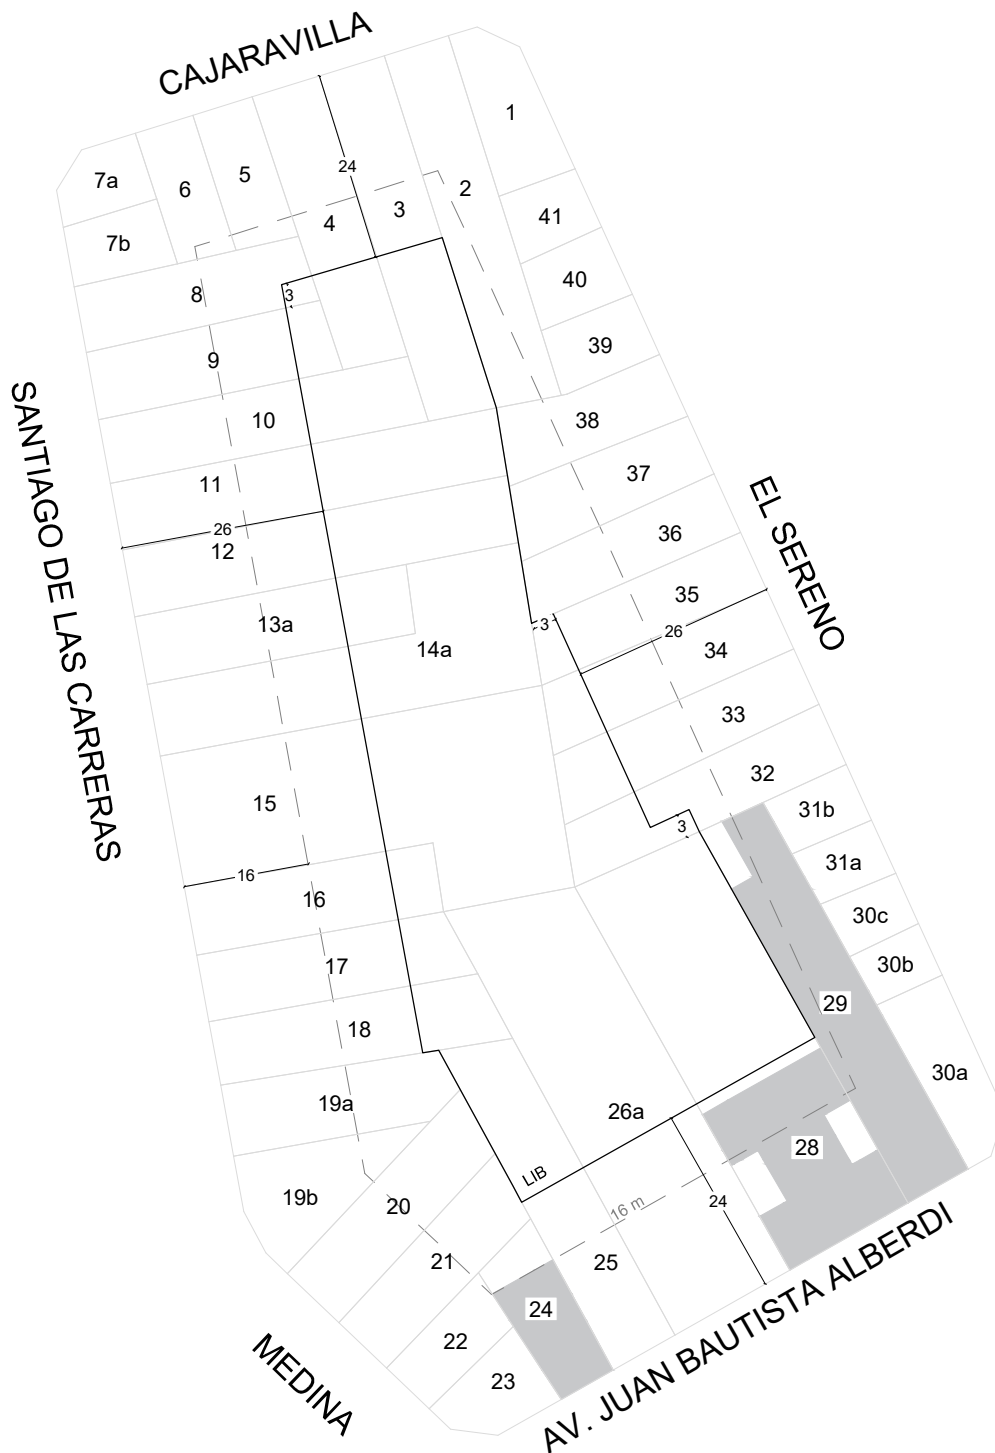 CAJARAVILLA
1
7a
6
5
24
2
3
4
41
7b
40
8
3
39
9
10
38
37
11
26
12
36
SANTIAGO DE LAS CARRERAS
EL SERENO
35
3
13a
26
14a
34
33
32
15
31b
3
31a
16
16
30c
17
30b
29
18
30a
19a
26a
28
LIB
19b
20
24
16 m
21
25
24
22
23
MEDINA
AV. JUAN BAUTISTA ALBERDI